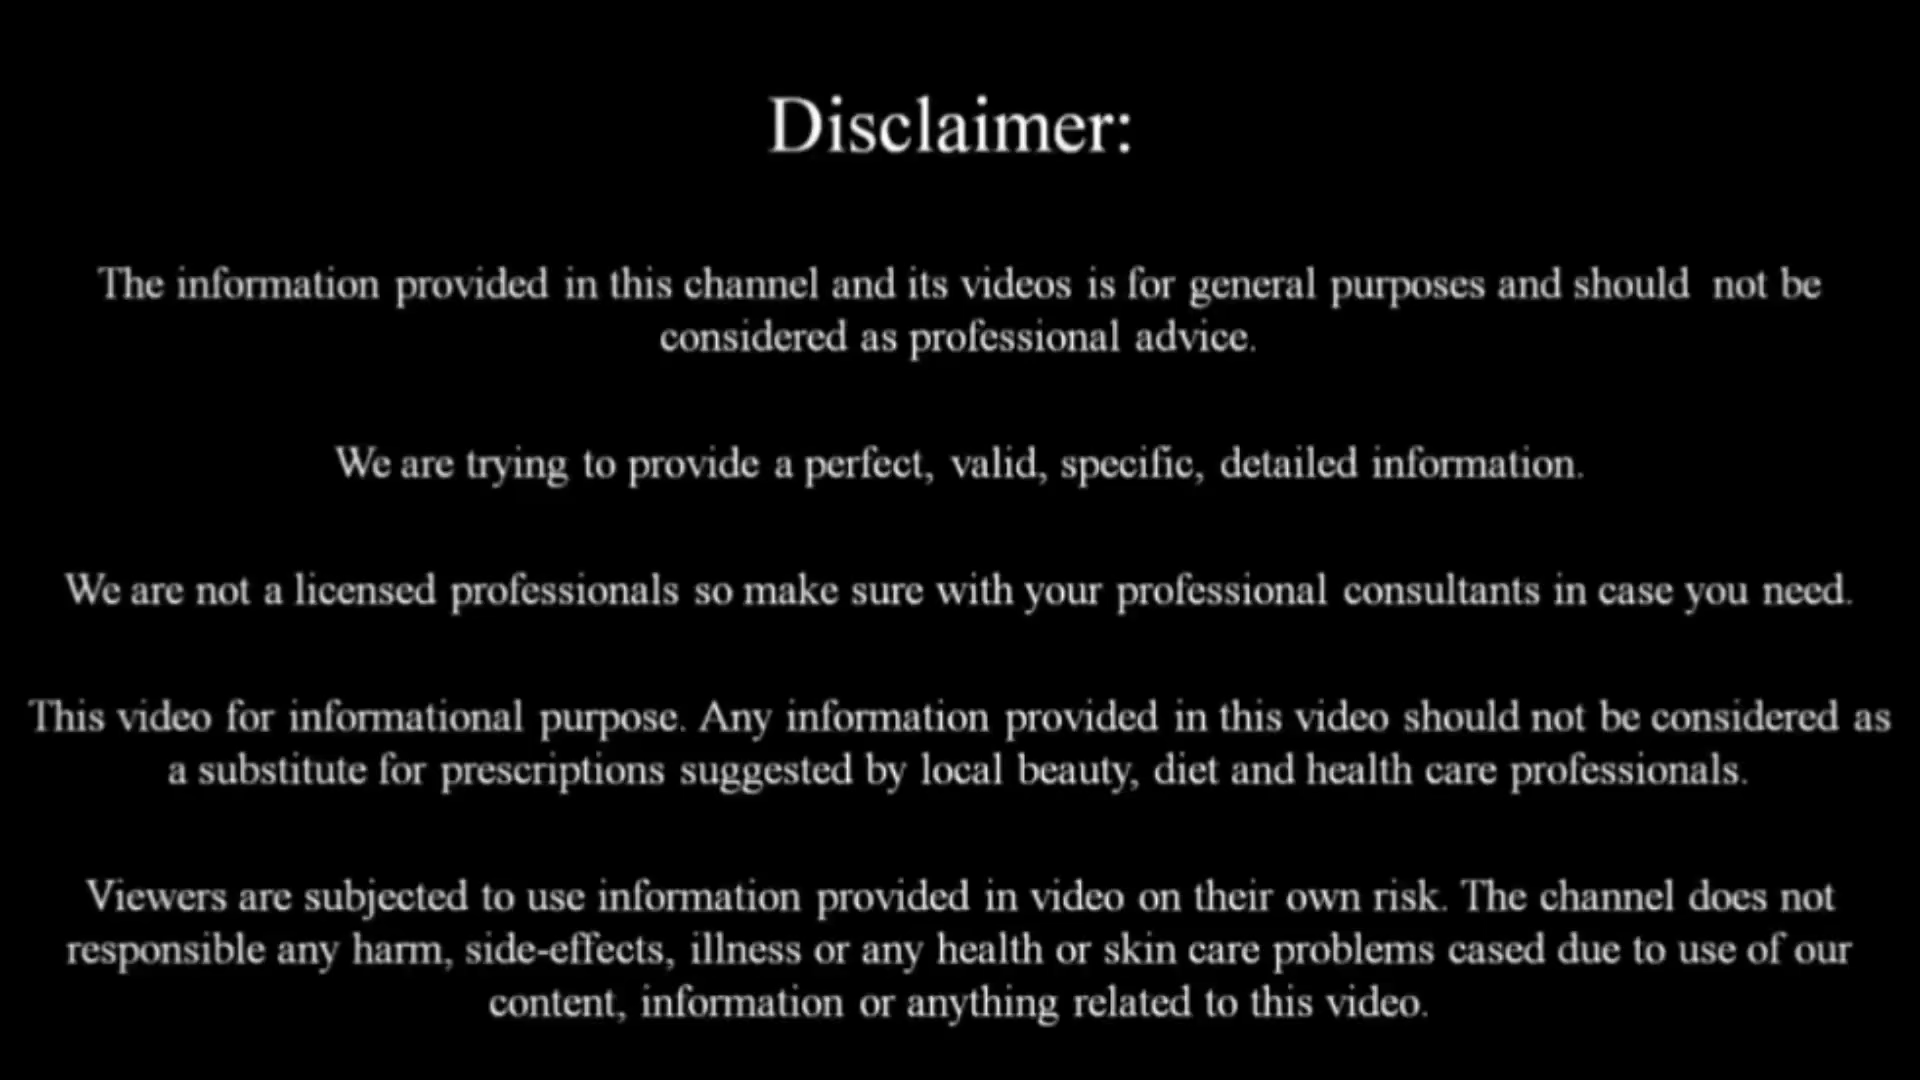 Disclaimer:
The information provided in this channel and its videos is for general purposes and should not be
considered as professional advice.
We are trying to provide a perfect, valid, specific, detailed information.
We are not a licensed professionals so make sure with your professional consultants in case you need.
This video for informational purpose. Any information provided in this video should not be considered as
a substitute for prescriptions suggested by local beauty, diet and health care professionals.
Viewers are subjected to use information provided in video on their own risk. The channel does not
responsible any harm, side-effects, illness or any health or skin care problems cased due to use of our
content, information or anything related to this video.